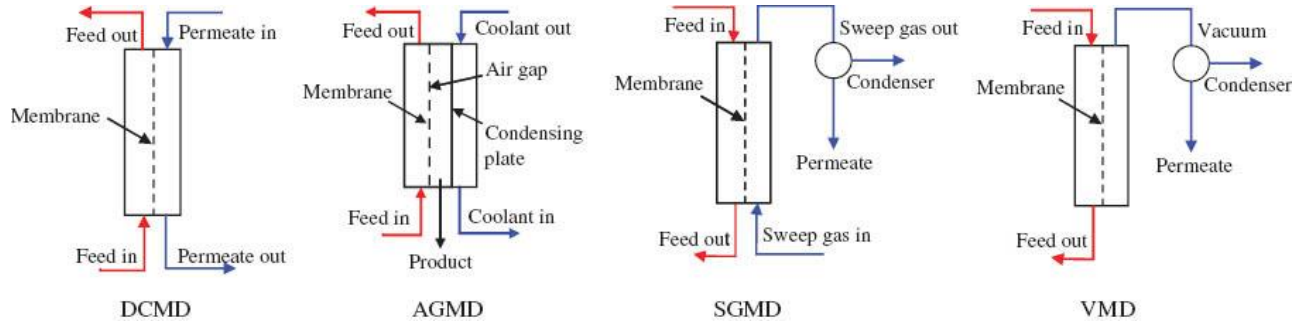 Feed out
Permeate in
Membrane
Feed in
Permeate out
DCMD
Feed out
Coolant out
Air gap
Membrane
Condensing
plate
Feed in
Coolant in
Product
AGMD
Feed in
Sweep gas out
Membrane
Condenser
Permeate
Feed out
Sweep gas in
SGMD
Feed in
Vacuum
Membrane
Condenser
Permeate
Feed out
VMD